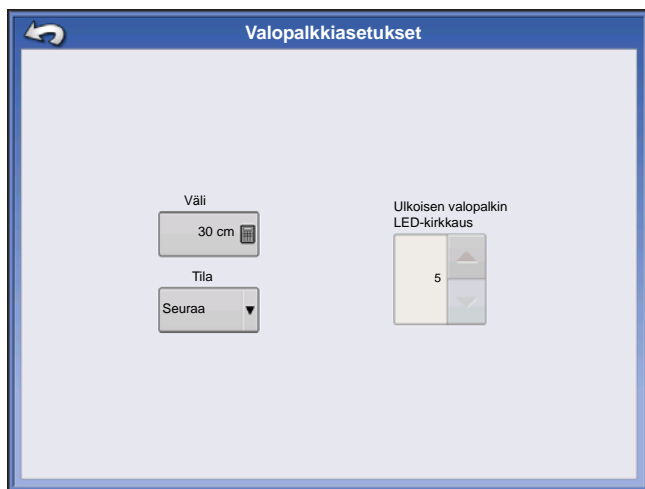 Valopalkkiasetukset
Väli
30 cm
Tila
Seuraa
Ulkoisen valopalkin
LED-kirkkaus
5